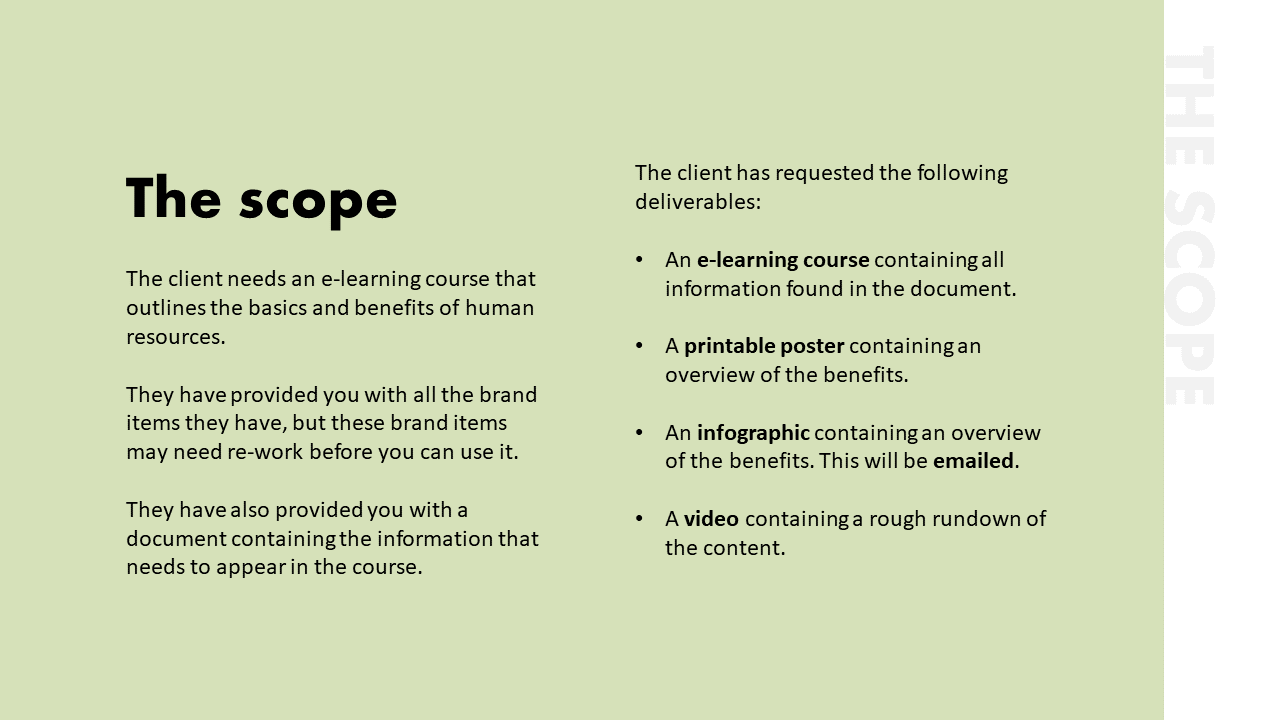 The scope
The client needs an e-learning course that
outlines the basics and benefits of human
resources.
They have provided you with all the brand
items they have, but these brand items
may need re-work before you can use it.
They have also provided you with a
document containing the information that
needs to appear in the course.
The client has requested the following
deliverables:
• An e-learning course containing all
information found in the document.
• A printable poster containing an
overview of the benefits.
• An infographic containing an overview
of the benefits. This will be emailed.
• A video containing a rough rundown of
the content.
THE SCOPE